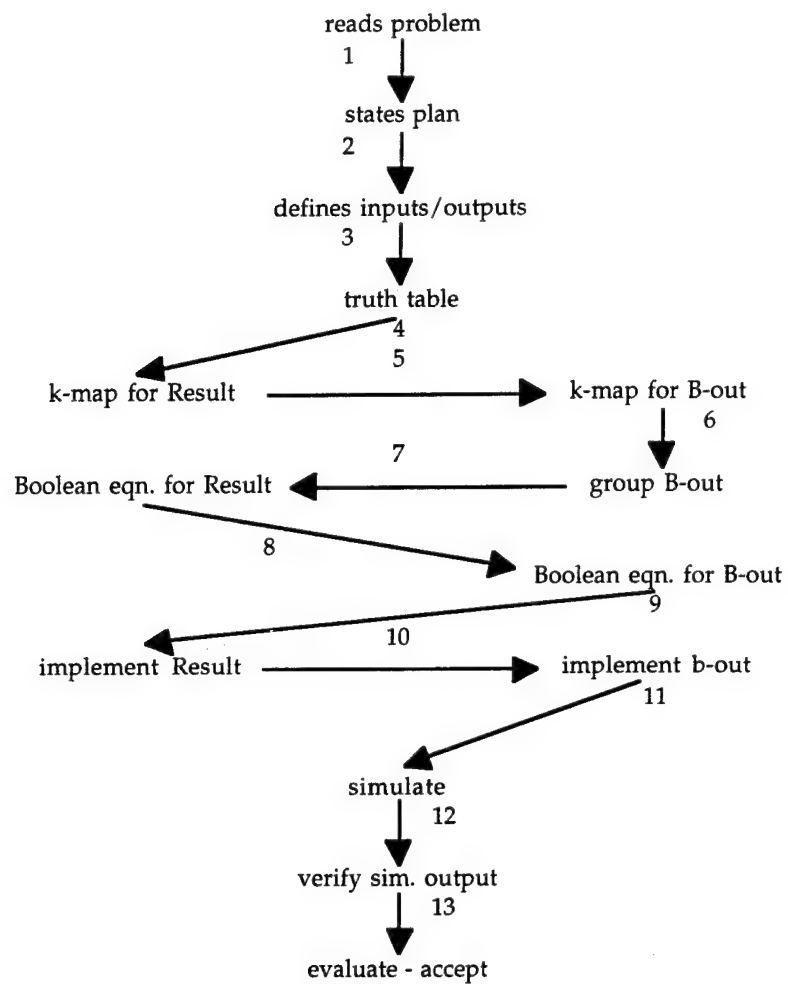 reads problem
1
states plan
2
defines inputs/outputs
3
truth table
4
5
k-map for Result
k-map for B-out
6
7
Boolean eqn. for Result
group B-out
8
Boolean eqn. for B-out
9
10
implement Result
implement b-out
11
simulate
12
verify sim. output
13
evaluate - accept